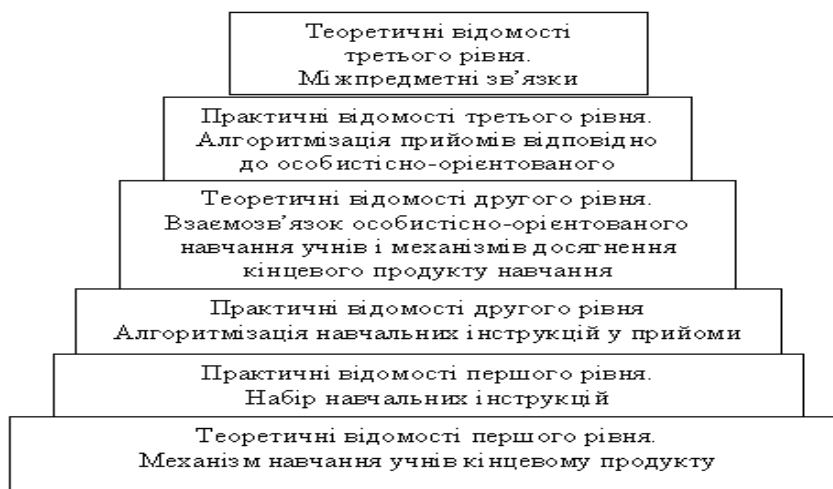 Теоретичні відомості
третього рівня.
Міжпредметні зв’язки
Практичні відомості третього рівня.
Алгоритмізація прийомів відповідно
до особистісно-орієнтованого
Теоретичні відомості другого рівня.
Взаємозв’язок особистісно-орієнтованого
навчання учнів і механізмів досягнення
кінцевого продукту навчання
Практичні відомості другого рівня
Алгоритмізація навчальних інструкцій у прийоми
Практичні відомості першого рівня.
Набір навчальних інструкцій
Теоретичні відомості першого рівня.
Механізм навчання учнів кінцевому продукту